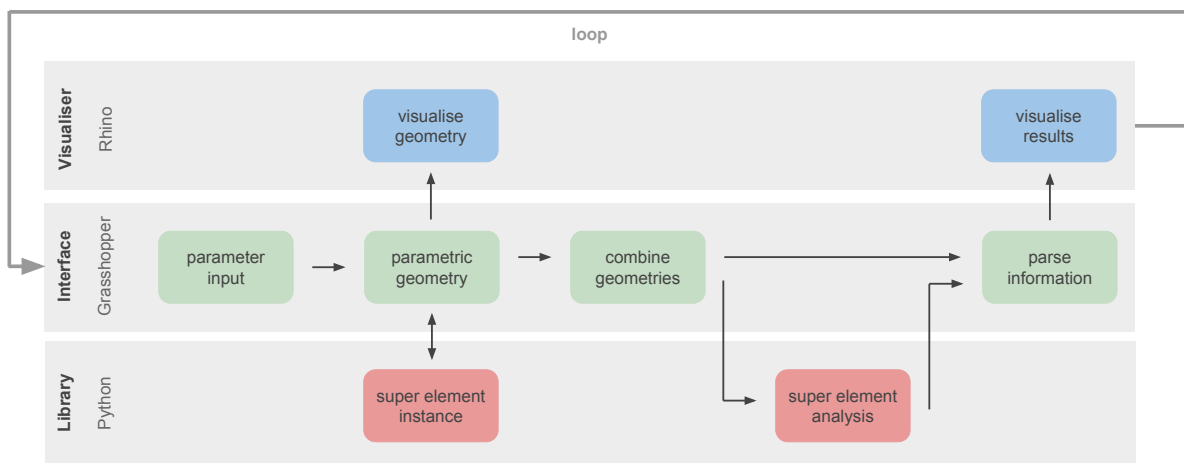 loop
Visualiser
Rhino
visualise
geometry
visualise
results
Interface
Grasshopper
parameter
input
parametric
geometry
combine
geometries
parse
information
Library
Python
super element
instance
super element
analysis